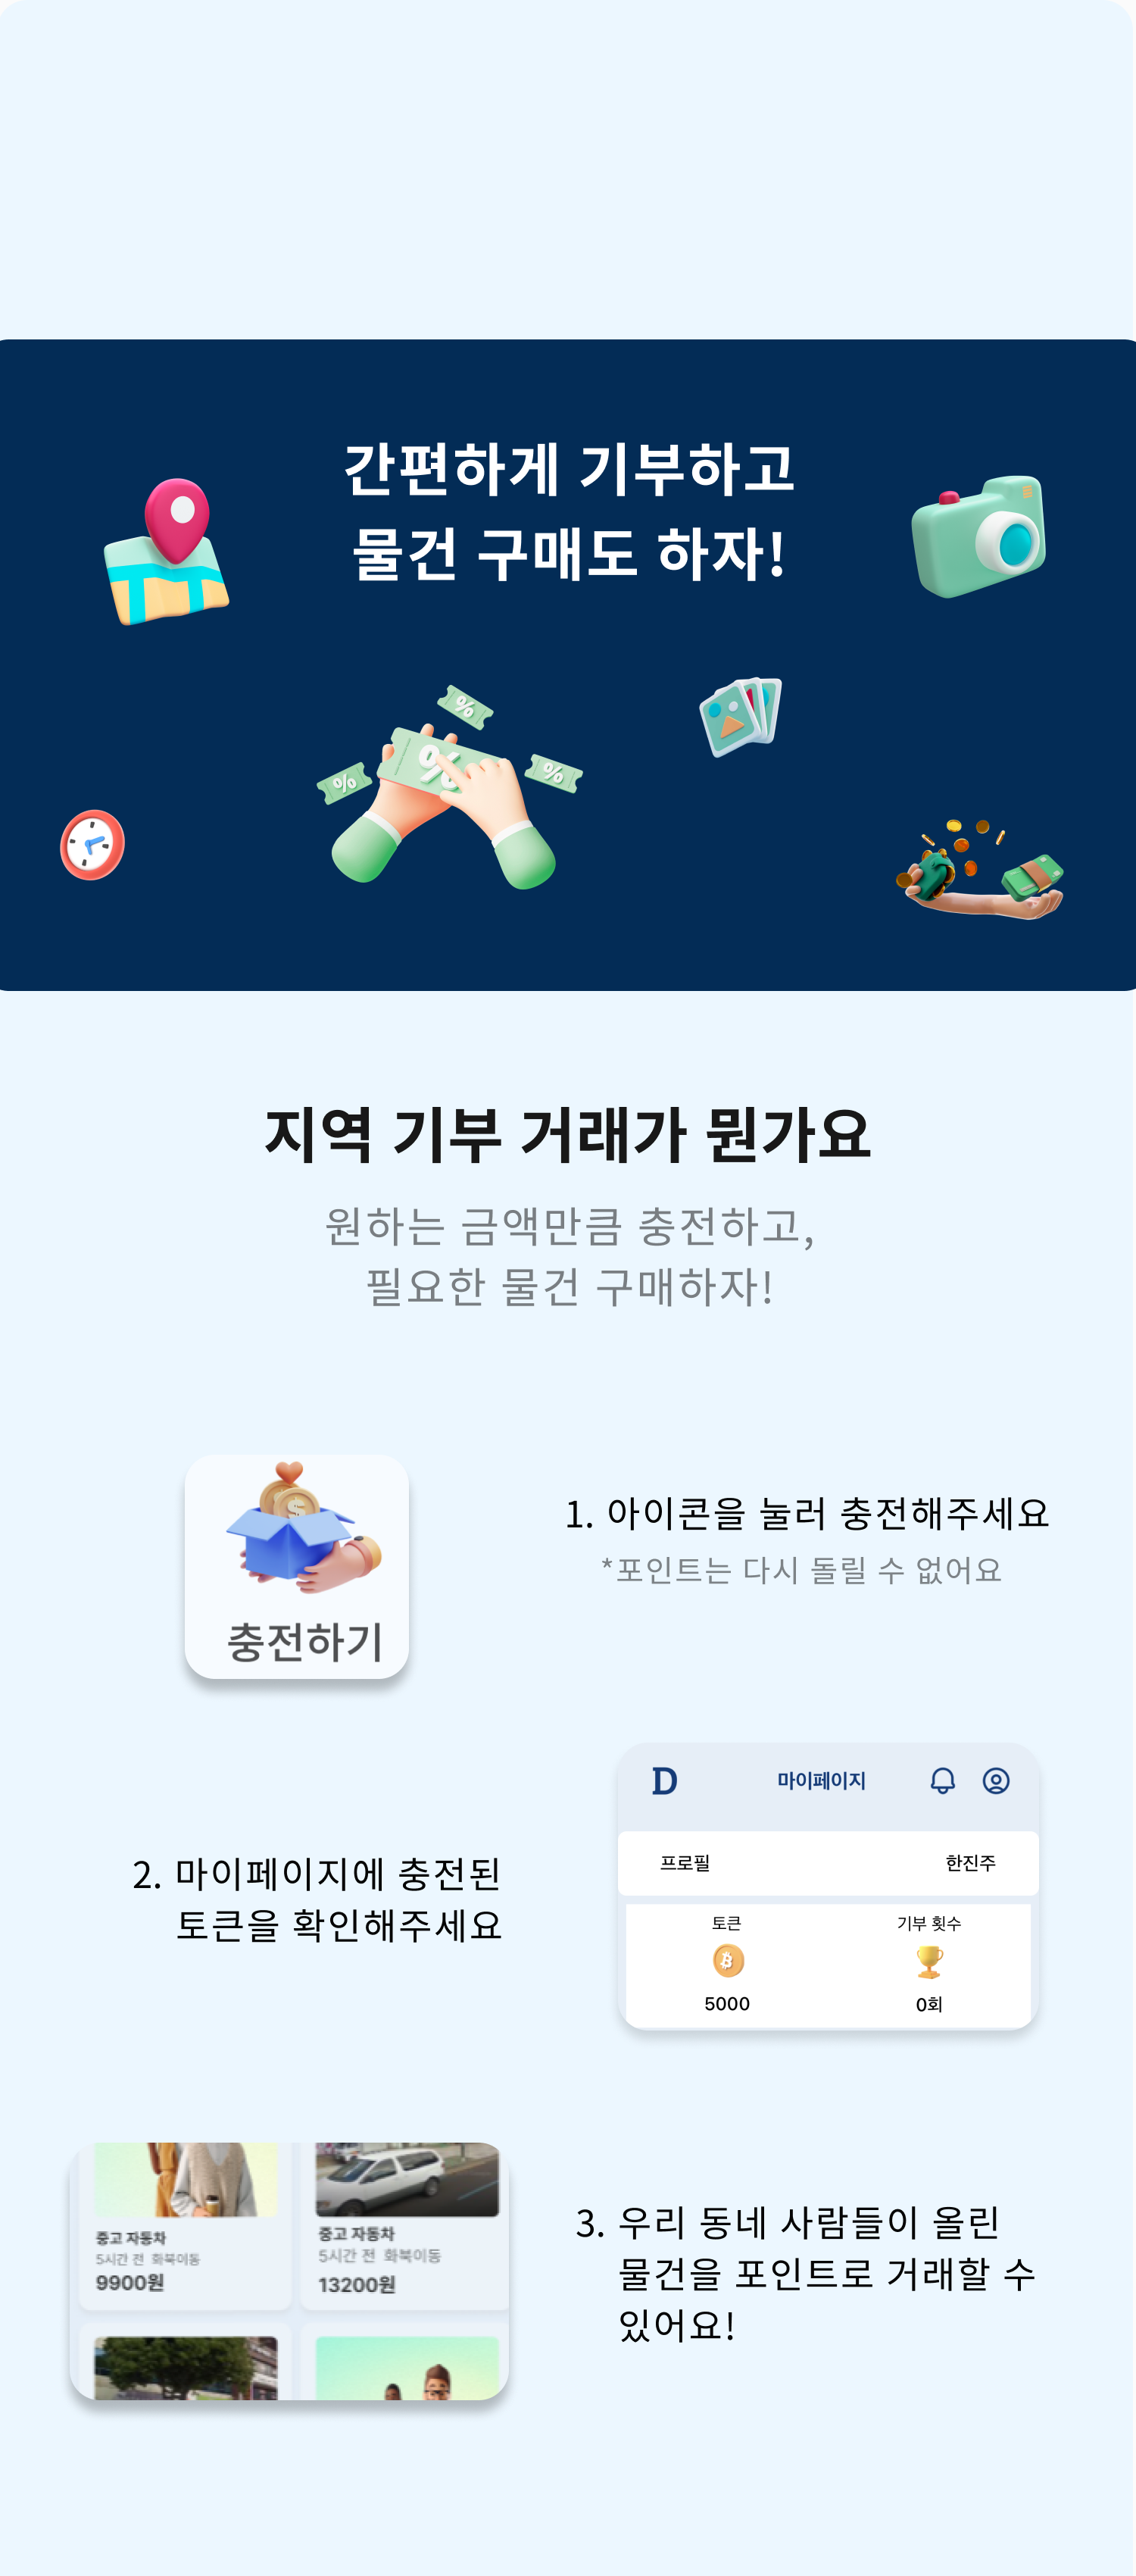 간편하게 기부하고
물건 구매도 하자!
%
%
%
%
지역 기부 거래가 뭔가요
원하는 금액만큼 충전하고,
필요한 물건 구매하자!
충전하기
1. 아이콘을 눌러 충전해주세요
*포인트는 다시 돌릴 수 없어요
2. 마이페이지에 충전된
토큰을 확인해주세요
D 마이페이지
프로필 한진주
토큰 기부 횟수
5000 0회
중고 자동차
5시간 전 화북이동
9900원
중고 자동차
5시간 전 화북이동
13200원
3. 우리 동네 사람들이 올린
물건을 포인트로 거래할 수
있어요!